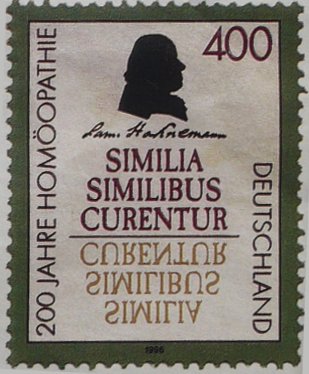 400
Sam. Hahnemann
SIMILIA
SIMILIBUS
CURENTUR
CURENTUR
SIMILIBUS
SIMILIA
200 JAHRE HOMÖOPATHIE
DEUTSCHLAND
1996